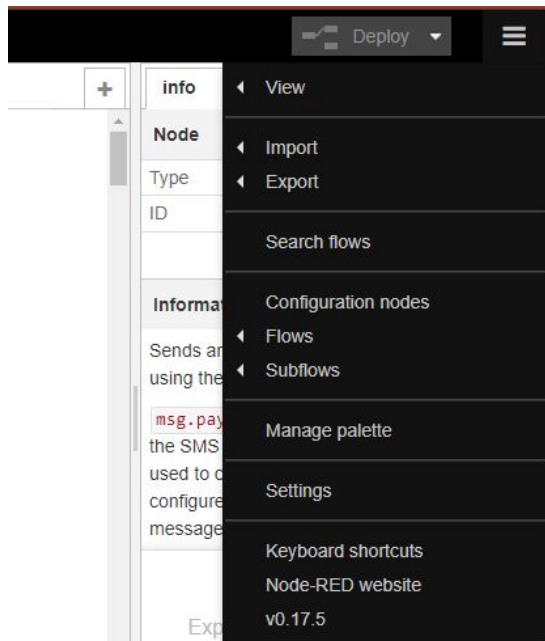 Deploy
+
info
Node
Type
ID
Informa
Sends ar
using the
msg.pay
the SMS
used to c
configure
message
Exp
View
Import
Export
Search flows
Configuration nodes
Flows
Subflows
Manage palette
Settings
Keyboard shortcuts
Node-RED website
v0.17.5